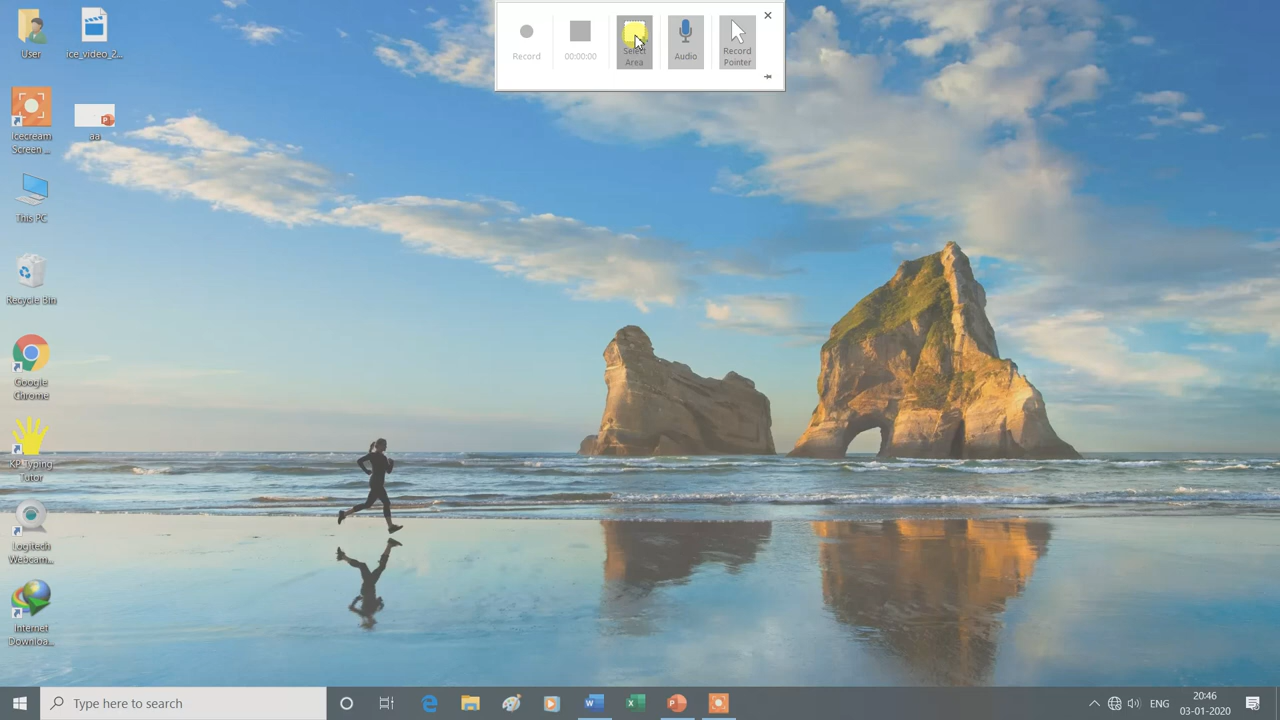 User
ice_video_2...
Icecream
Screen ...
aa
This PC
Recycle Bin
Google
Chrome
KP Typing
Tutor
Logitech
Webcam...
Internet
Downloa...
Record
00:00:00
Select
Area
Audio
Record
Pointer
Type here to search
ENG
20:46
03-01-2020